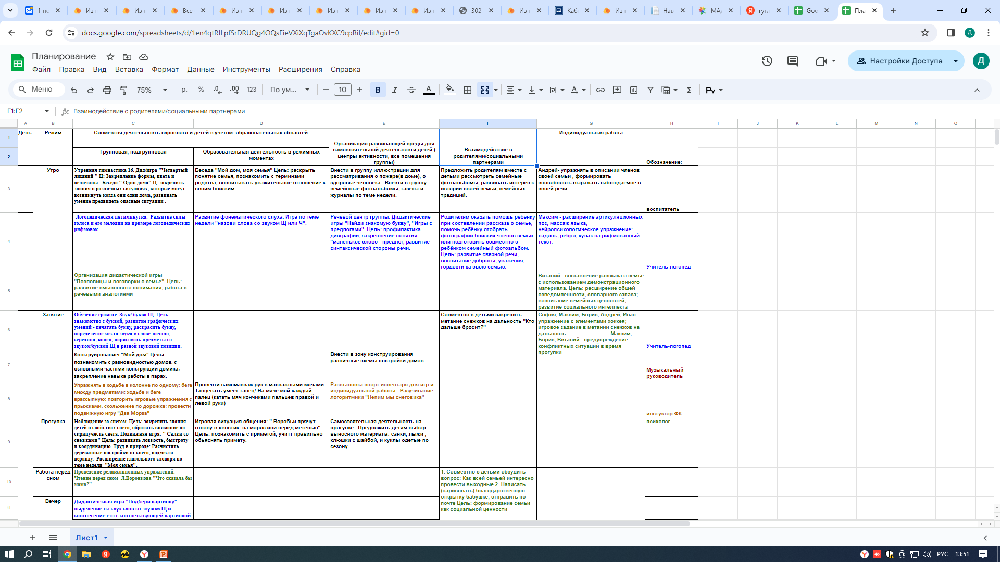 1 но
Из г
Из г
Все
Из г
Из г
Из г
Из г
Из г
302
Из г
Каб
Из г
Нав
МА
гугл
Goo
Пла
docs.google.com/spreadsheets/d/1en4qtRILpfSrDRUQg4OQsFieVXiXqTgaOvKXC9cpRiI/edit#gid=0
Д
Планирование
Файл Правка Вид Вставка Формат Данные Инструменты Расширения Справка
Настройки Доступа
Д
Меню
75%
р. % .0 .00 123
По ум...
10
B I A
Σ
Py
F1:F2
fx Взаимодействие с родителями/социальными партнерами
A B C D E F G H I J K L M N O
1
День
Режим
Совместня деятельность взрослого и детей с учетом образовательных областей
Организация развивающей среды для
самостоятельной деятельности детей (
центры активности, все помещения
группы)
Взаимодействие с
родителями/социальными
партнерами
Индивидуальная работа
Обозначение:
2
Групповая, подгрупповая
Образовательная деятельность в режимных
моментах
3
Утро
Утренняя гимнастика 16. Дид/игра "Четвертый
лишний " Ц: Закрепление формы, цвета и
величины. Беседа " Один дома" Ц: закрепить
знания о различных ситуациях, которые могут
возникнуть когда они одни дома, развивать
умение предвидеть опасные ситуации .
Беседа "Мой дом, моя семья" Цель: раскрыть
понятие семья, познакомить с терминами
родства, воспитывать уважительное отношение к
своим близким.
Внести в группу иллюстрации для
рассматривания о пожаре(в доме), о
здоровье человека . Внести в группу
семейнные фотоальбомы, газеты и
журналы по теме недели.
Предложить родителям вместе с
детьми рассмотреть семейные
фотоальбомы, развивать интерес к
истории своей семьи, семейных
традиций.
Андрей- упражнять в описании членов
своей семьи , формировать
способность выражать наблюдаемое в
своей речи.
воспитатель
4
Логопедическая пятиминутка. Развитие силы
голоса и его мелодии на примере логопедическиз
рифмовок.
Развитие фонематического слуха. Игра по теме
недели "назови слова со звуком Щ или Ч".
Речевой центр группы. Дидактические
игры "Найди знакомую букву", "Игры с
предлогами". Цель: профилактика
дисграфии, закрепление понятия -
"маленькое слово - предлог, развитие
синтаксической стороны речи.
Родителям оказать помощь ребёнку
при составлении рассказа о семье,
помочь ребёнку отобрать
фотографии близких членов семьи
или подготовить совместно с
ребёнком семейный фотоальбом.
Цель: развитие связной речи,
воспитание доброты, уважения,
гордости за свою семью.
Максим - расширение артикуляционных
поз, массаж языка,
нейропсихологмческое упражнение:
ладонь, ребро, кулак на рифмованный
текст.
Учитель-логопед
5
Организация дидактической игры
"Пословицы и поговорки о семье". Цель:
развитие смыслового понимания, работа с
речевыми аналогиями
Виталий - составление рассказа о семье
с использованием демонстрационного
материала. Цель: расширение общей
осведомленности, словарного запаса;
воспитание семейных ценностей,
развитие социального интеллекта
6
Занятие
Обучение грамоте. Звук/ буква Щ. Цель:
знакомство с буквой, развитие графических
умений - печатать букву, раскрасить букву,
определение места звука в слове-начало,
середина, конец, нарисовать предметы со
звуком/буквой Щ в разной звуковой позиции.
Совместно с детьми закрепить
метание снежков на дальность "Кто
дальше бросит?"
София, Максим, Борис, Андрей, Иван
упражнение с элементами хоккея;
игровое задание в метании снежков на
дальность. Максим,
Борис, Виталий - предупреждение
конфликтных ситуаций в время
прогулки
Учитель-логопед
7
Конструирование: "Мой дом" Цель:
познакомить с разновидностью домов, с
основными частями конструкции домика,
закрепление навыка работы в парах.
Внести в зону конструирования
различные схемы постройки домов
Музыкальный
руководитель
8
Упражнять в ходьбе в колонне по одному; беге
между предметами; ходьбе и беге
врассыпную; повторить игровые упражнения с
прыжками, скольжение по дорожке; провести
подвижную игру "Два Морза"
Провести самомассаж рук с массажными мячами:
Танцевать умеет танец! На мяче мой каждый
палец (катать мяч кончиками пальцев правой и
левой руки)
Расстановка спорт инвентаря для игр и
индивидуальной работы . Разучивание
логоритмики "Лепим мы снеговика"
инстуктор ФК
9
Прогулка
Наблюдение за снегом. Цель: закрепить знания
детей о свойствах снега, обратить внимание на
скрипучесть снега. Подвижная игра: " Салки со
снежками" Цель: развивать ловкость, быстроту
и координацию. Труд в природе: Расчистить
деревянные постройки от снега, подмести
веранду. Расширение глагольного словаря по
теме недели "Моя семья".
Игровая ситуация общения: " Воробьи прячут
голову в хвостик- на мороз или перед метелью"
Цель: познакомить с приметой, учитт правильно
обьяснять примету.
Самостоятельная деятельность на
прогулке. Предложить детям выбор
выносного материала: санки, лыжи ,
клюшки с шайбой, и куклы одетые по
сезону.
психолог
10
Работа перед
сном
Проведение релаксационных упражнений.
Чтение перед сном Л.Воронкова "Что сказала бы
мама?"
1. Совместно с детьми обсудить
вопрос: Как всей семьей интересно
провести выходные 2. Написать
(нарисовать) благодарственную
открытку бабушке, отправить по
почте Цель: формирование семьи
как социальной ценности
11
Вечер
Дидактическая игра "Подбери картинку" -
выделение на слух слов со звуком Щ и
соотнесение его с соответствующей картинкой
Лист1
РУС 13:51